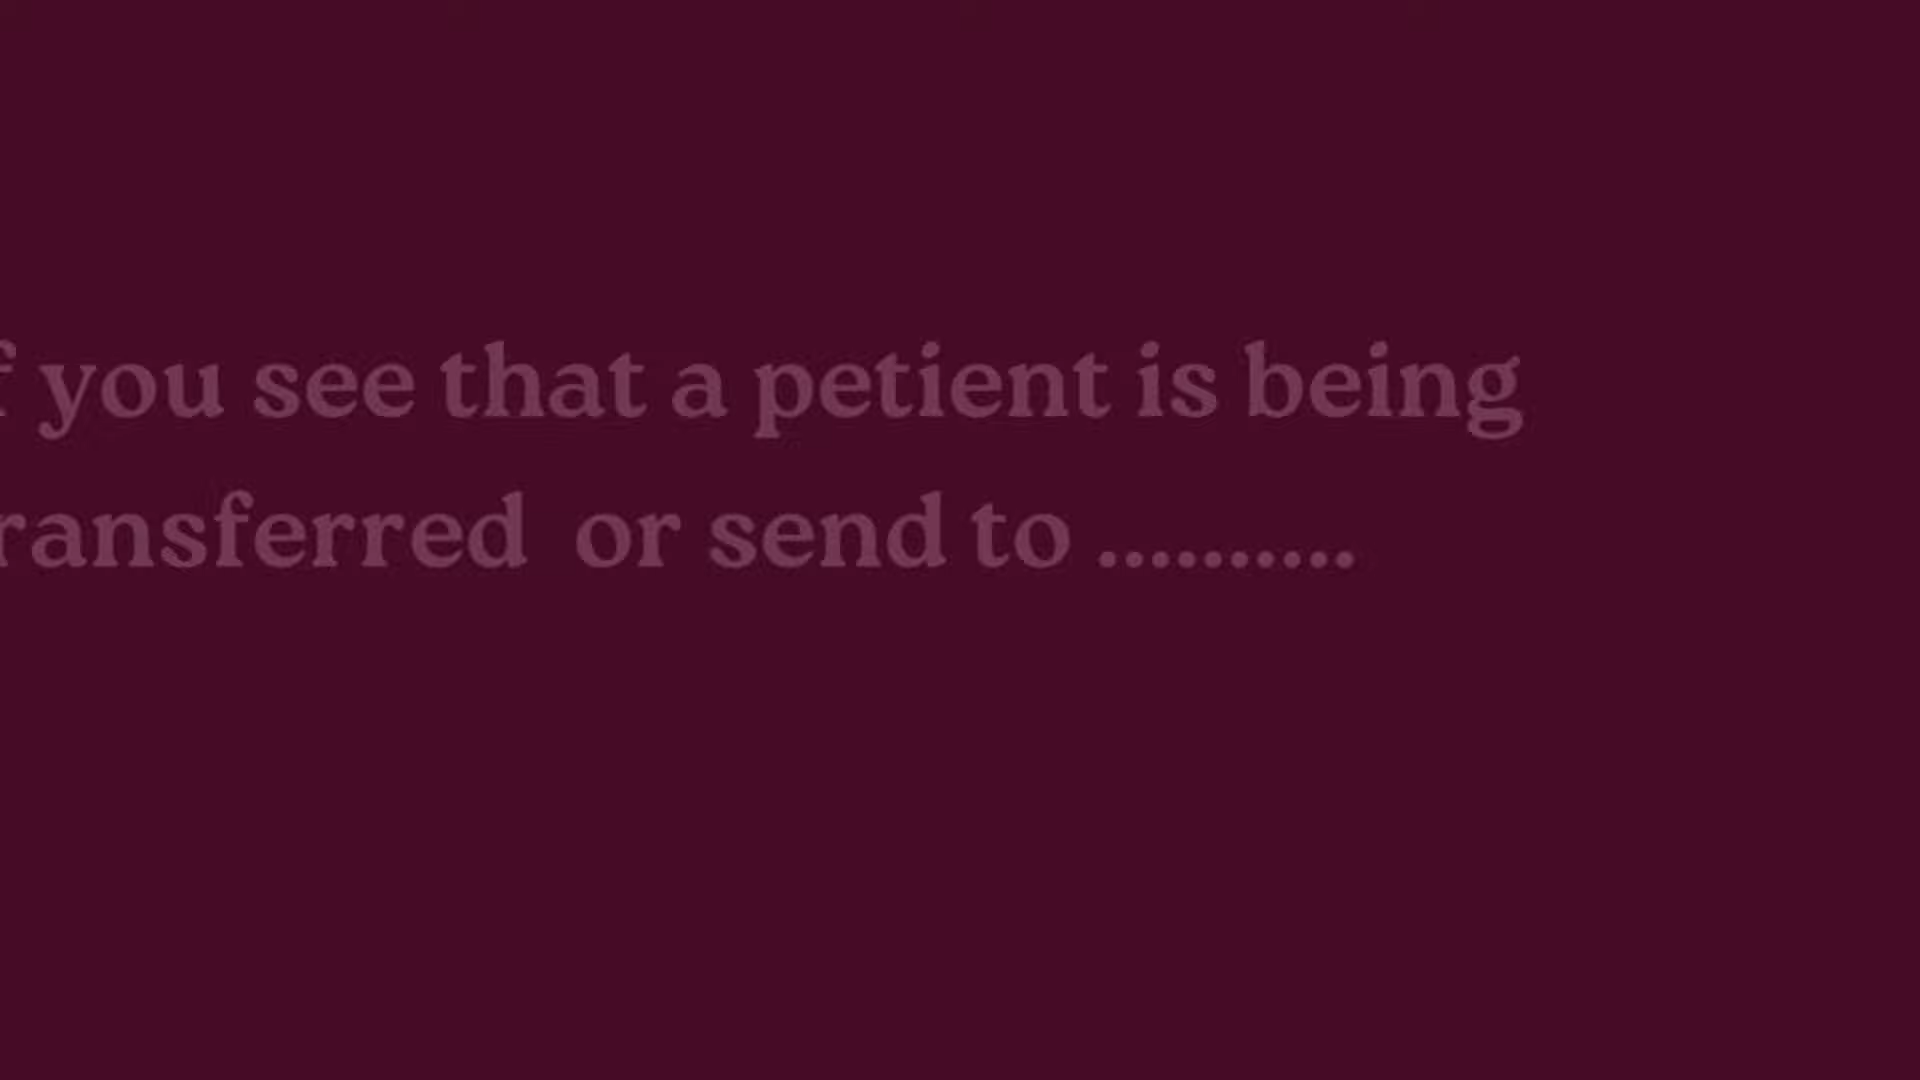 f you see that a petient is being
ransferred  or send to ..........